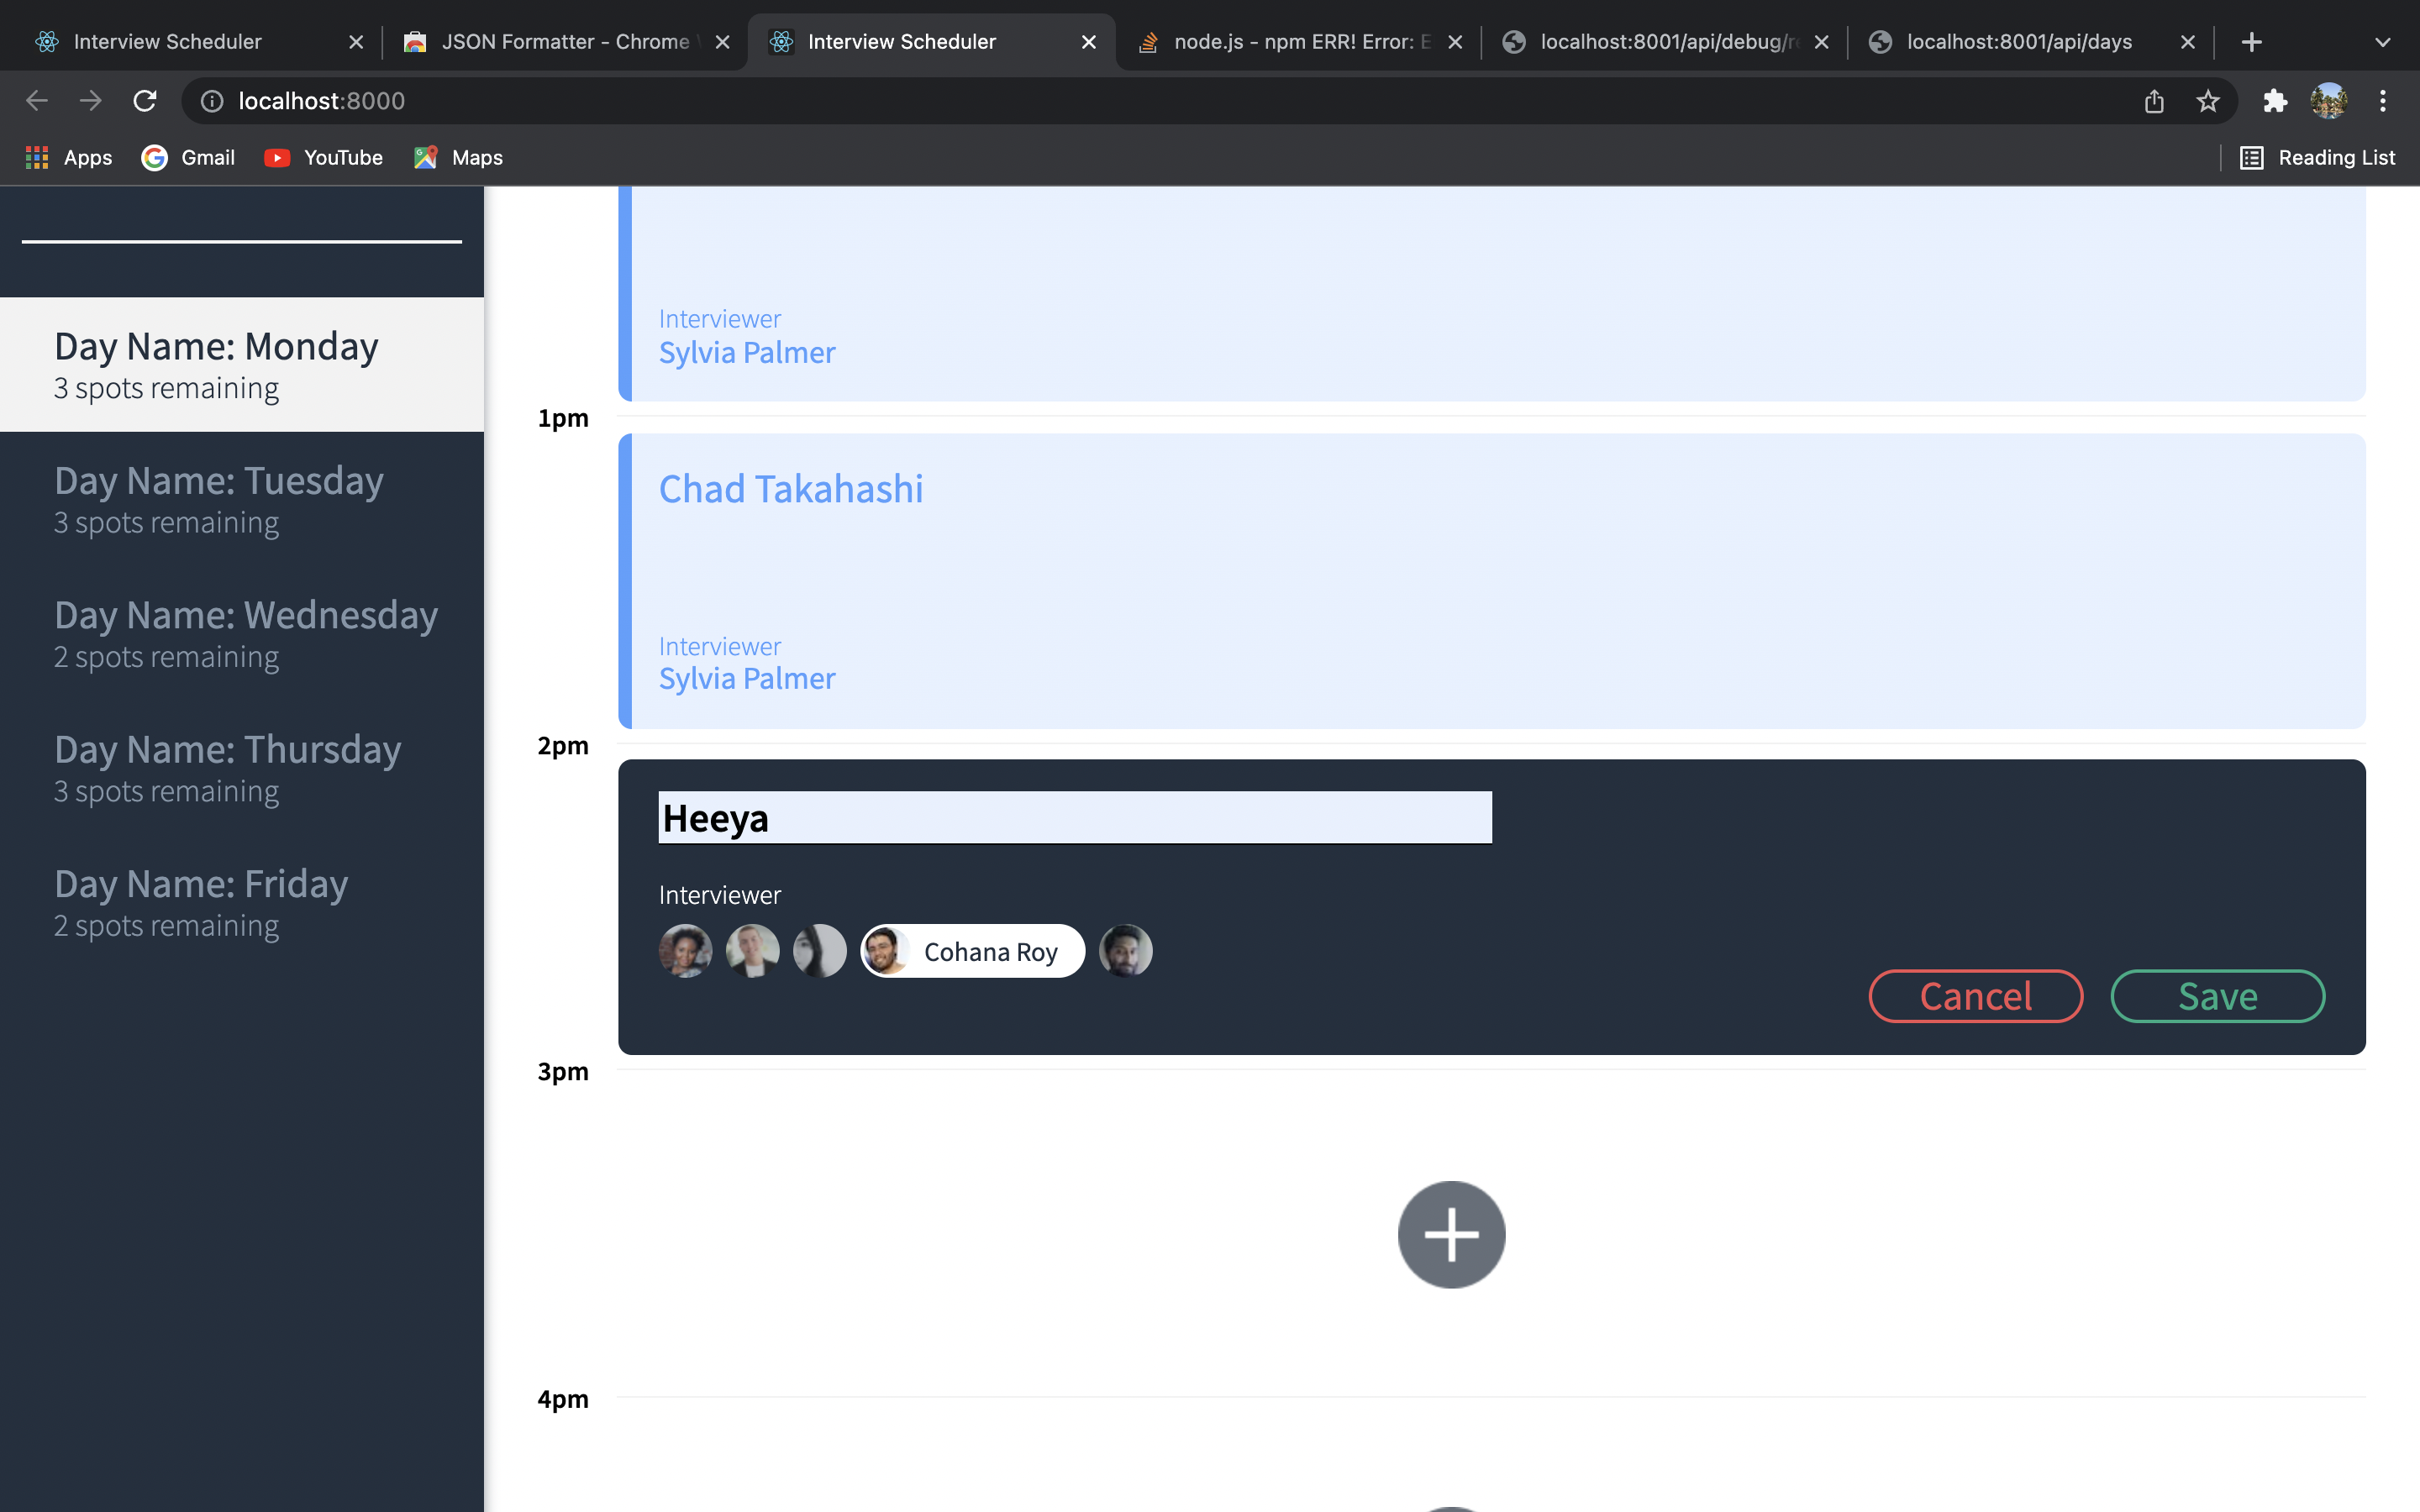 Interview Scheduler
JSON Formatter - Chrome
Interview Scheduler
node.js - npm ERR! Error: E
localhost:8001/api/debug/re
localhost:8001/api/days
localhost:8000
Apps
Gmail
YouTube
Maps
Reading List
Day Name: Monday
3 spots remaining
Day Name: Tuesday
3 spots remaining
Day Name: Wednesday
2 spots remaining
Day Name: Thursday
3 spots remaining
Day Name: Friday
2 spots remaining
Interviewer
Sylvia Palmer
1pm
Chad Takahashi
Interviewer
Sylvia Palmer
2pm
Heeya
Interviewer
Cohana Roy
Cancel
Save
3pm
4pm